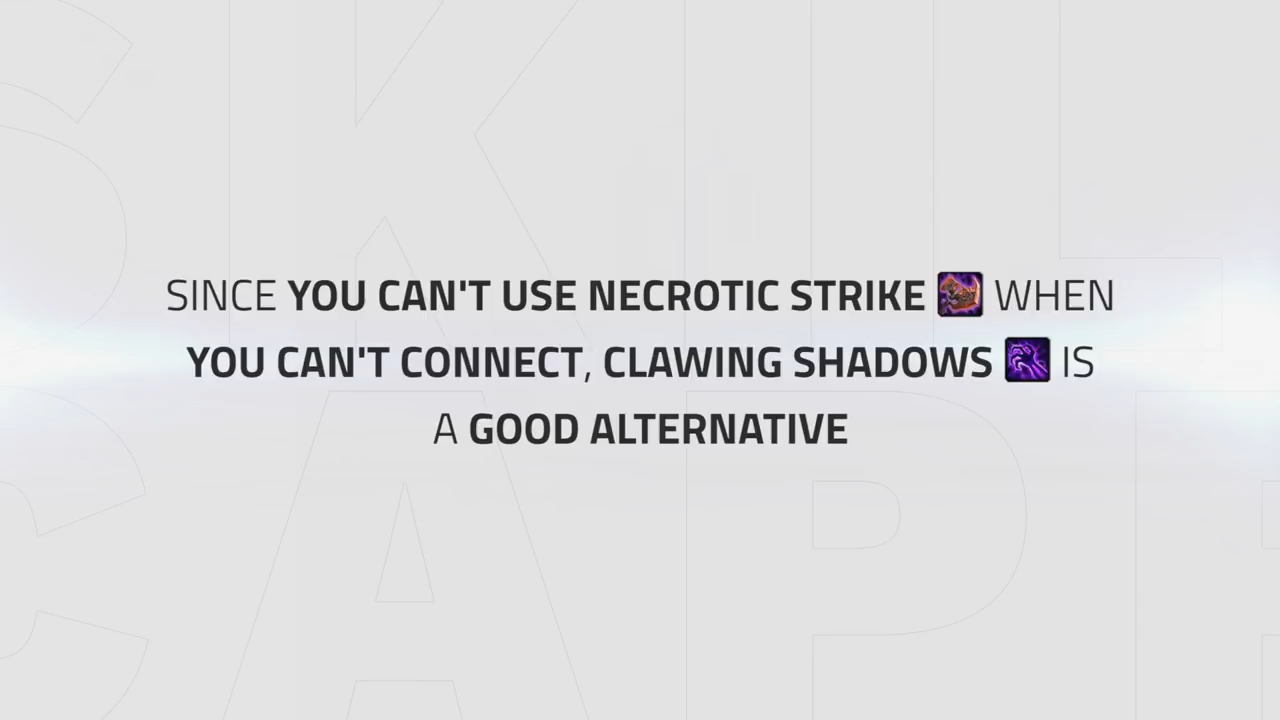 SINCE YOU CAN'T USE NECROTIC STRIKE WHEN
YOU CAN'T CONNECT, CLAWING SHADOWS IS
A GOOD ALTERNATIVE